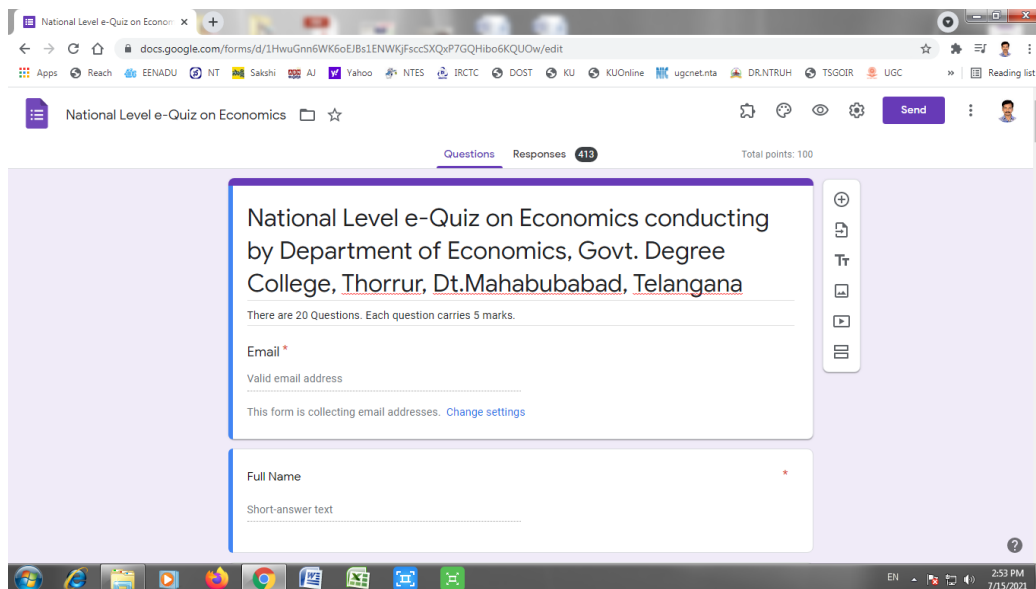 National Level e-Quiz on Econom
docs.google.com/forms/d/1HwuGnn6WK6oEJBs1ENWKjFsccSXQxP7GQHibo6KQUOw/edit
Apps Reach EENADU NT Sakshi AJ Yahoo NTES IRCTC DOST KU KUOnline ugcnet.nta DR.NTRUH TSGOIR UGC » Reading list
National Level e-Quiz on Economics Send
Questions Responses 413 Total points: 100
National Level e-Quiz on Economics conducting
by Department of Economics, Govt. Degree
College, Thorrur, Dt.Mahabubabad, Telangana
There are 20 Questions. Each question carries 5 marks.
Email *
Valid email address
This form is collecting email addresses. Change settings
Full Name *
Short-answer text
EN 2:53 PM
7/15/2021